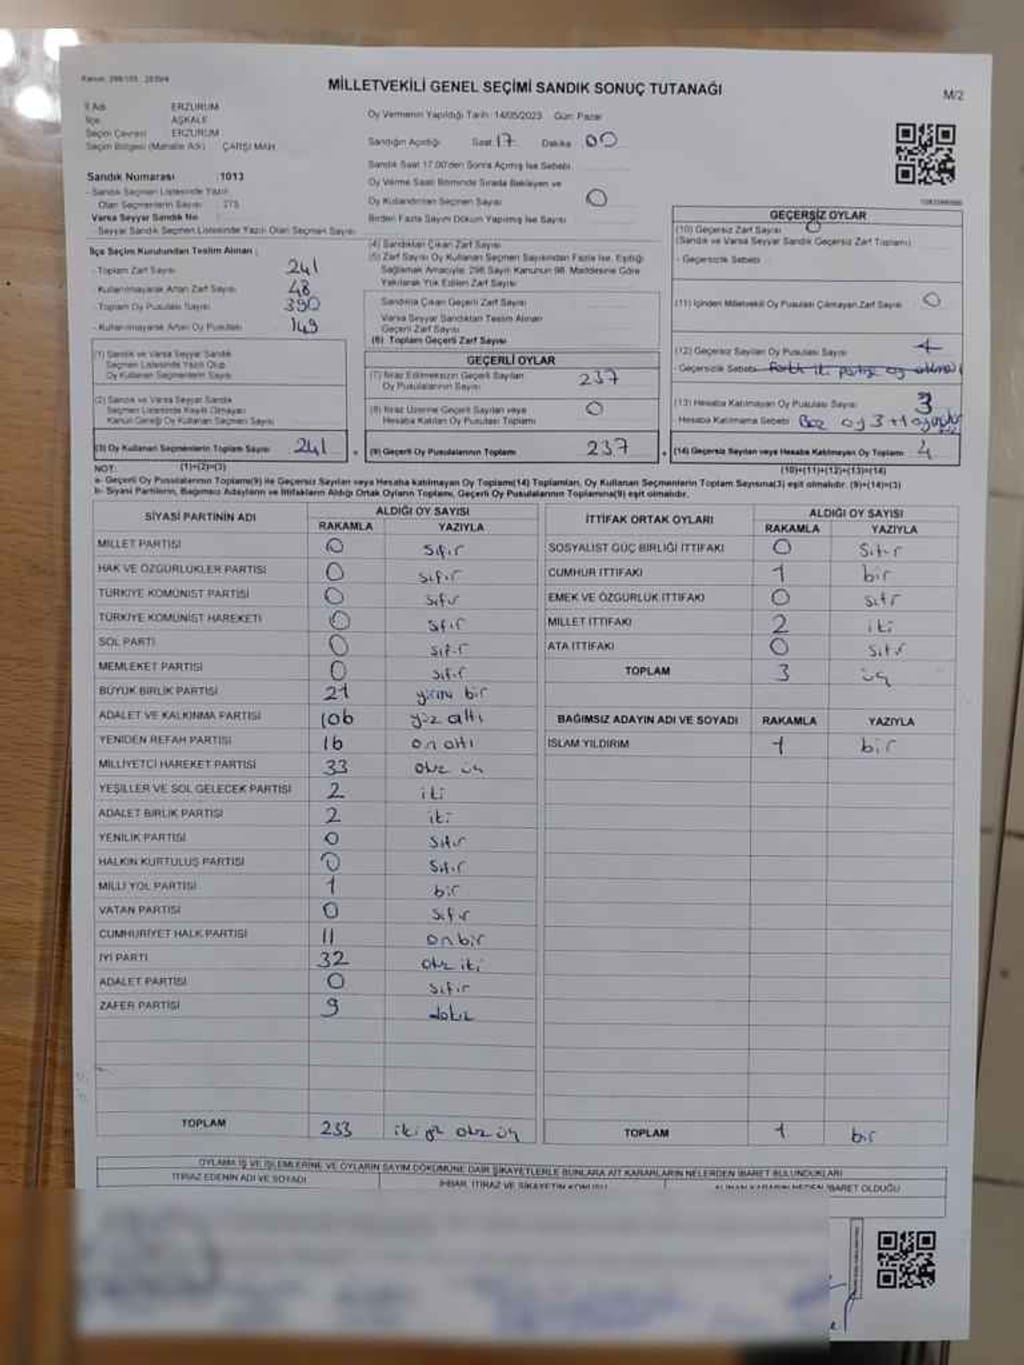 MİLLETVEKİLİ GENEL SEÇİMİ SANDIK SONUÇ TUTANAĞI
M/2
İl Adı ERZURUM
İlçe AŞKALE
Seçim Çevresi ERZURUM
Seçim Bölgesi (Mahalle Adı) ÇARŞI MAH.
Oy Vermenin Yapıldığı Tarih: 14/05/2023 Gün: Pazar
Sandığın Açıldığı Saat 17 Dakika 00
Sandık Saat 17.00'den Sonra Açılmış İse Sebebi
Oy Verme Saati Bitiminde Sırada Bekleyen ve
Oy Kullandırılan Seçmen Sayısı 0
Birden Fazla Sayım Döküm Yapılmış İse Sayısı
Sandık Numarası : 1013
- Sandık Seçmen Listesinde Yazılı
Olan Seçmenlerin Sayısı : 275
Varsa Seyyar Sandık No
Seyyar Sandık Seçmen Listesinde Yazılı Olan Seçmen Sayısı
İlçe Seçim Kurulundan Teslim Alınan :
- Toplam Zarf Sayısı 241
- Kullanılmayarak Artan Zarf Sayısı 48
- Toplam Oy Pusulası Sayısı 390
- Kullanılmayarak Artan Oy Pusulası 149
(1) Sandık ve Varsa Seyyar Sandık
Seçmen Listesinde Yazılı Olup
Oy Kullanan Seçmenlerin Sayısı
(2) Sandık ve Varsa Seyyar Sandık
Seçmen Listesinde Kayıtlı Olmayan
Kanun Gereği Oy Kullanan Seçmen Sayısı
(3) Oy Kullanan Seçmenlerin Toplam Sayısı 241
(1)+(2)=(3)
(4) Sandıktan Çıkan Zarf Sayısı
(5) Zarf Sayısı Oy Kullanan Seçmen Sayısından Fazla İse, Eşitliği
Sağlamak Amacıyla; 298 Sayılı Kanunun 98. Maddesine Göre
Yakılarak Yok Edilen Zarf Sayısı
Sandıkta Çıkan Geçerli Zarf Sayısı
Varsa Seyyar Sandıktan Teslim Alınan
Geçerli Zarf Sayısı
(6) Toplam Geçerli Zarf Sayısı
GEÇERLİ OYLAR
(7) İtiraz Edilmeksizin Geçerli Sayılan
Oy Pusulalarının Sayısı 237
(8) İtiraz Üzerine Geçerli Sayılan veya
Hesaba Katılan Oy Pusulası Toplamı 0
(9) Geçerli Oy Pusulalarının Toplamı 237
GEÇERSİZ OYLAR
(10) Geçersiz Zarf Sayısı 0
(Sandık ve Varsa Seyyar Sandık Geçersiz Zarf Toplamı)
- Geçersizlik Sebebi
(11) İçinden Milletvekili Oy Pusulası Çıkmayan Zarf Sayısı 0
(12) Geçersiz Sayılan Oy Pusulası Sayısı
- Geçersizlik Sebebi
(13) Hesaba Katılmayan Oy Pusulası Sayısı 3
- Hesaba Katılmama Sebebi Boz oy 3+1
(14) Geçersiz Sayılan veya Hesaba Katılmayan Oy Toplamı 4
(10)+(11)+(12)+(13)=(14)
NOT:
a- Geçerli Oy Pusulalarının Toplamı(9) ile Geçersiz Sayılan veya Hesaba Katılmayan Oy Toplamı(14) Toplamları, Oy Kullanan Seçmenlerin Toplam Sayısına(3) eşit olmalıdır. (9)+(14)=(3)
b- Siyasi Partilerin, Bağımsız Adayların ve İttifakların Aldığı Ortak Oyların Toplamı, Geçerli Oy Pusulalarının Toplamına(9) eşit olmalıdır.
SİYASİ PARTİNİN ADI ALDIĞI OY SAYISI
RAKAMLA YAZIYLA
MİLLET PARTİSİ 0 sıfır
HAK VE ÖZGÜRLÜKLER PARTİSİ 0 sıfır
TÜRKİYE KOMÜNİST PARTİSİ 0 sıfır
TÜRKİYE KOMÜNİST HAREKETİ 0 sıfır
SOL PARTİ 0 sıfır
MEMLEKET PARTİSİ 0 sıfır
BÜYÜK BİRLİK PARTİSİ 21 yirmi bir
ADALET VE KALKINMA PARTİSİ 106 yüz altı
YENİDEN REFAH PARTİSİ 16 on altı
MİLLİYETÇİ HAREKET PARTİSİ 33 otuz üç
YEŞİLLER VE SOL GELECEK PARTİSİ 2 iki
ADALET BİRLİK PARTİSİ 2 iki
YENİLİK PARTİSİ 0 sıfır
HALKIN KURTULUŞ PARTİSİ 0 sıfır
MİLLİ YOL PARTİSİ 1 bir
VATAN PARTİSİ 0 sıfır
CUMHURİYET HALK PARTİSİ 11 on bir
İYİ PARTİ 32 otuz iki
ADALET PARTİSİ 0 sıfır
ZAFER PARTİSİ 9 dokuz
TOPLAM 233 iki yüz otuz üç
İTTİFAK ORTAK OYLARI ALDIĞI OY SAYISI
RAKAMLA YAZIYLA
SOSYALİST GÜÇ BİRLİĞİ İTTİFAKI 0 sıfır
CUMHUR İTTİFAKI 1 bir
EMEK VE ÖZGÜRLÜK İTTİFAKI 0 sıfır
MİLLET İTTİFAKI 2 iki
ATA İTTİFAKI 0 sıfır
TOPLAM 3 üç
BAĞIMSIZ ADAYIN ADI VE SOYADI RAKAMLA YAZIYLA
İSLAM YILDIRIM 1 bir
TOPLAM 1 bir
OYLAMA İŞ VE İŞLEMLERİNE VE OYLARIN SAYIM DÖKÜMÜNE DAİR ŞİKAYETLERLE BUNLARA AİT KARARLARIN NELERDEN İBARET BULUNDUKLARI
İTİRAZ EDENİN ADI VE SOYADI İHBAR, İTİRAZ VE ŞİKAYETİN KONUSU ALINAN KARARIN NEDEN İBARET OLDUĞU